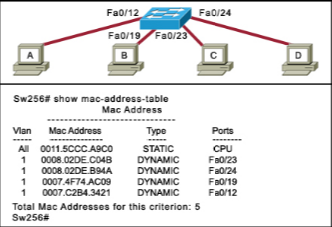 Fa0/12 Fa0/24
Fa0/19 Fa0/23
A B C D
Sw256# show mac-address-table
Mac Address
Vlan Mac Address Type Ports
All 0011.5CCC.A9C0 STATIC CPU
1 0008.02DE.C04B DYNAMIC Fa0/23
1 0008.02DE.B94A DYNAMIC Fa0/24
1 0007.4F74.AC09 DYNAMIC Fa0/19
1 0007.C2B4.3421 DYNAMIC Fa0/12
Total Mac Addresses for this criterion: 5
Sw256#